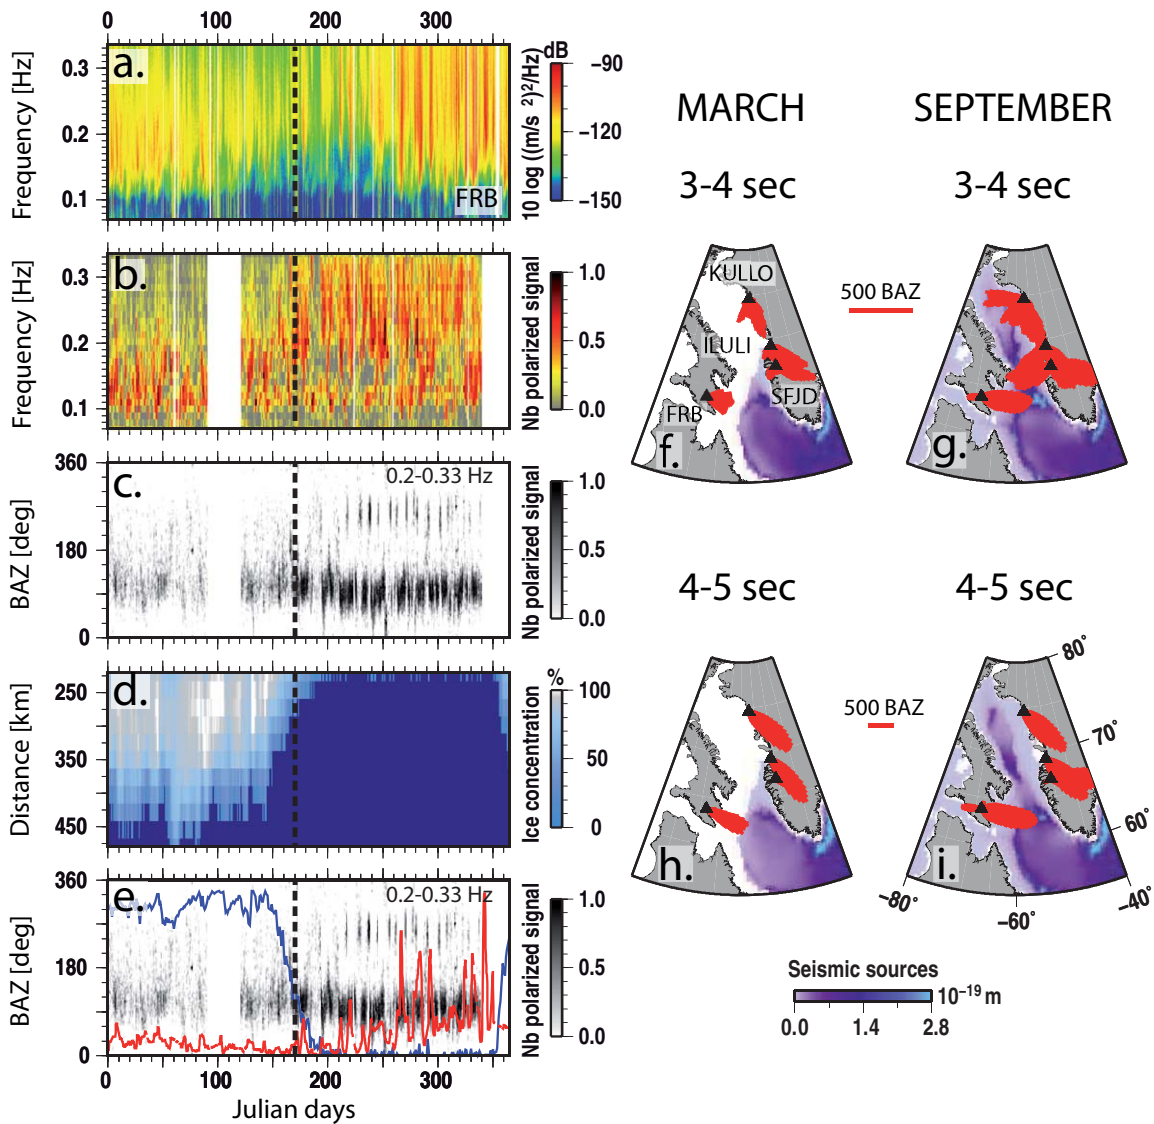 0 100 200 300
a.
Frequency [Hz]
0.3
0.2
0.1
FRB
dB
−90
−120
−150
10 log ((m/s 2)2/Hz)
b.
Frequency [Hz]
0.3
0.2
0.1
1.0
0.5
0.0
Nb polarized signal
c.
0.2-0.33 Hz
BAZ [deg]
360
180
0
1.0
0.5
0.0
Nb polarized signal
d.
Distance [km]
250
350
450
%
100
50
0
Ice concentration
e.
0.2-0.33 Hz
BAZ [deg]
360
180
0
1.0
0.5
0.0
Nb polarized signal
0 100 200 300
Julian days
MARCH SEPTEMBER
3-4 sec 3-4 sec
KULLO
ILULI
SFJD
FRB
f.
500 BAZ
g.
4-5 sec 4-5 sec
h.
500 BAZ
i.
80°
70°
60°
−80°
−60°
−40°
Seismic sources
10−19 m
0.0 1.4 2.8